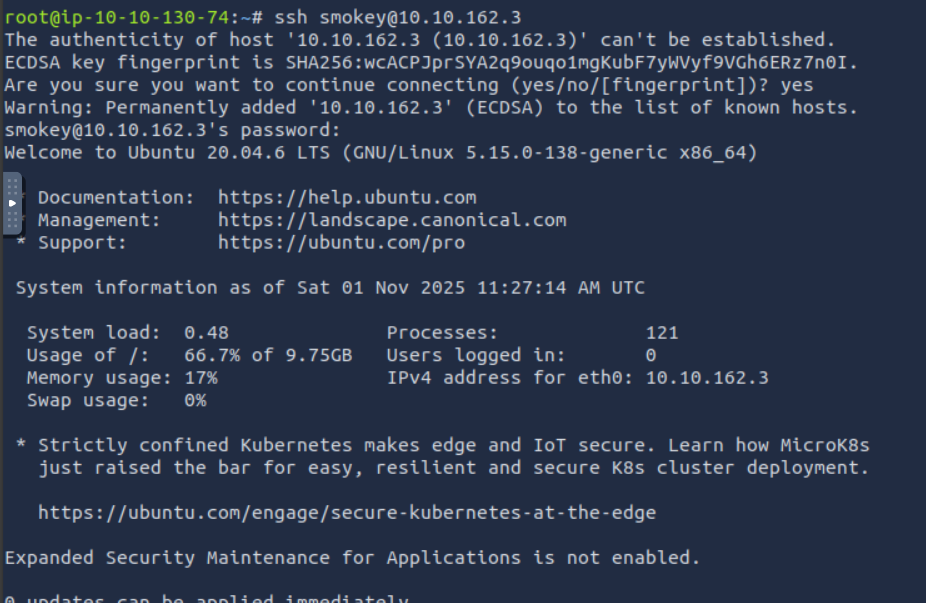 root@ip-10-10-130-74:~# ssh smokey@10.10.162.3
The authenticity of host '10.10.162.3 (10.10.162.3)' can't be established.
ECDSA key fingerprint is SHA256:wcACPJprSYA2q9ouqo1mgKubF7yWVyf9VGh6ERz7n0I.
Are you sure you want to continue connecting (yes/no/[fingerprint])? yes
Warning: Permanently added '10.10.162.3' (ECDSA) to the list of known hosts.
smokey@10.10.162.3's password:
Welcome to Ubuntu 20.04.6 LTS (GNU/Linux 5.15.0-138-generic x86_64)
* Documentation:  https://help.ubuntu.com
* Management:     https://landscape.canonical.com
* Support:        https://ubuntu.com/pro
System information as of Sat 01 Nov 2025 11:27:14 AM UTC
System load:  0.48               Processes:             121
Usage of /:   66.7% of 9.75GB   Users logged in:       0
Memory usage: 17%                IPv4 address for eth0: 10.10.162.3
Swap usage:   0%
* Strictly confined Kubernetes makes edge and IoT secure. Learn how MicroK8s
just raised the bar for easy, resilient and secure K8s cluster deployment.
https://ubuntu.com/engage/secure-kubernetes-at-the-edge
Expanded Security Maintenance for Applications is not enabled.
0 updates can be applied immediately.